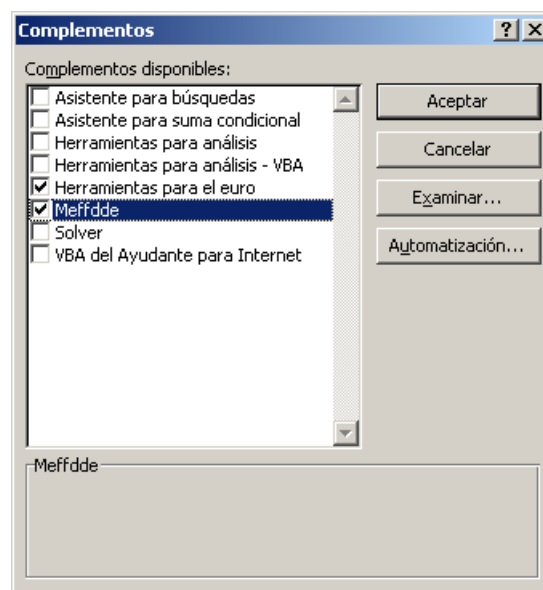 Complementos
Complementos disponibles:
Asistente para búsquedas
Asistente para suma condicional
Herramientas para análisis
Herramientas para análisis - VBA
Herramientas para el euro
Meffdde
Solver
VBA del Ayudante para Internet
Aceptar
Cancelar
Examinar...
Automatización...
Meffdde